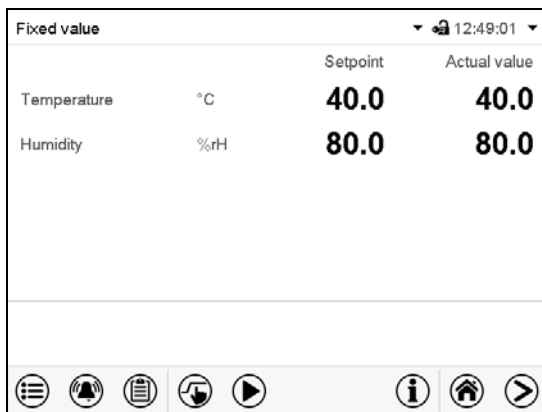 Fixed value 12:49:01
Setpoint Actual value
Temperature °C 40.0 40.0
Humidity %rH 80.0 80.0